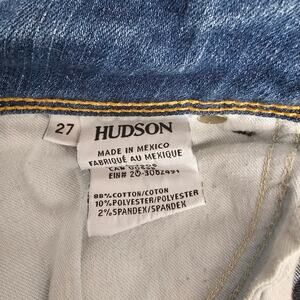 27
HUDSON
MADE IN MEXICO
FABRIQUÉ AU MEXIQUE
EIN# 20-3082491
88% COTTON/COTON
10% POLYESTER/POLYESTER
2% SPANDEX/SPANDEX